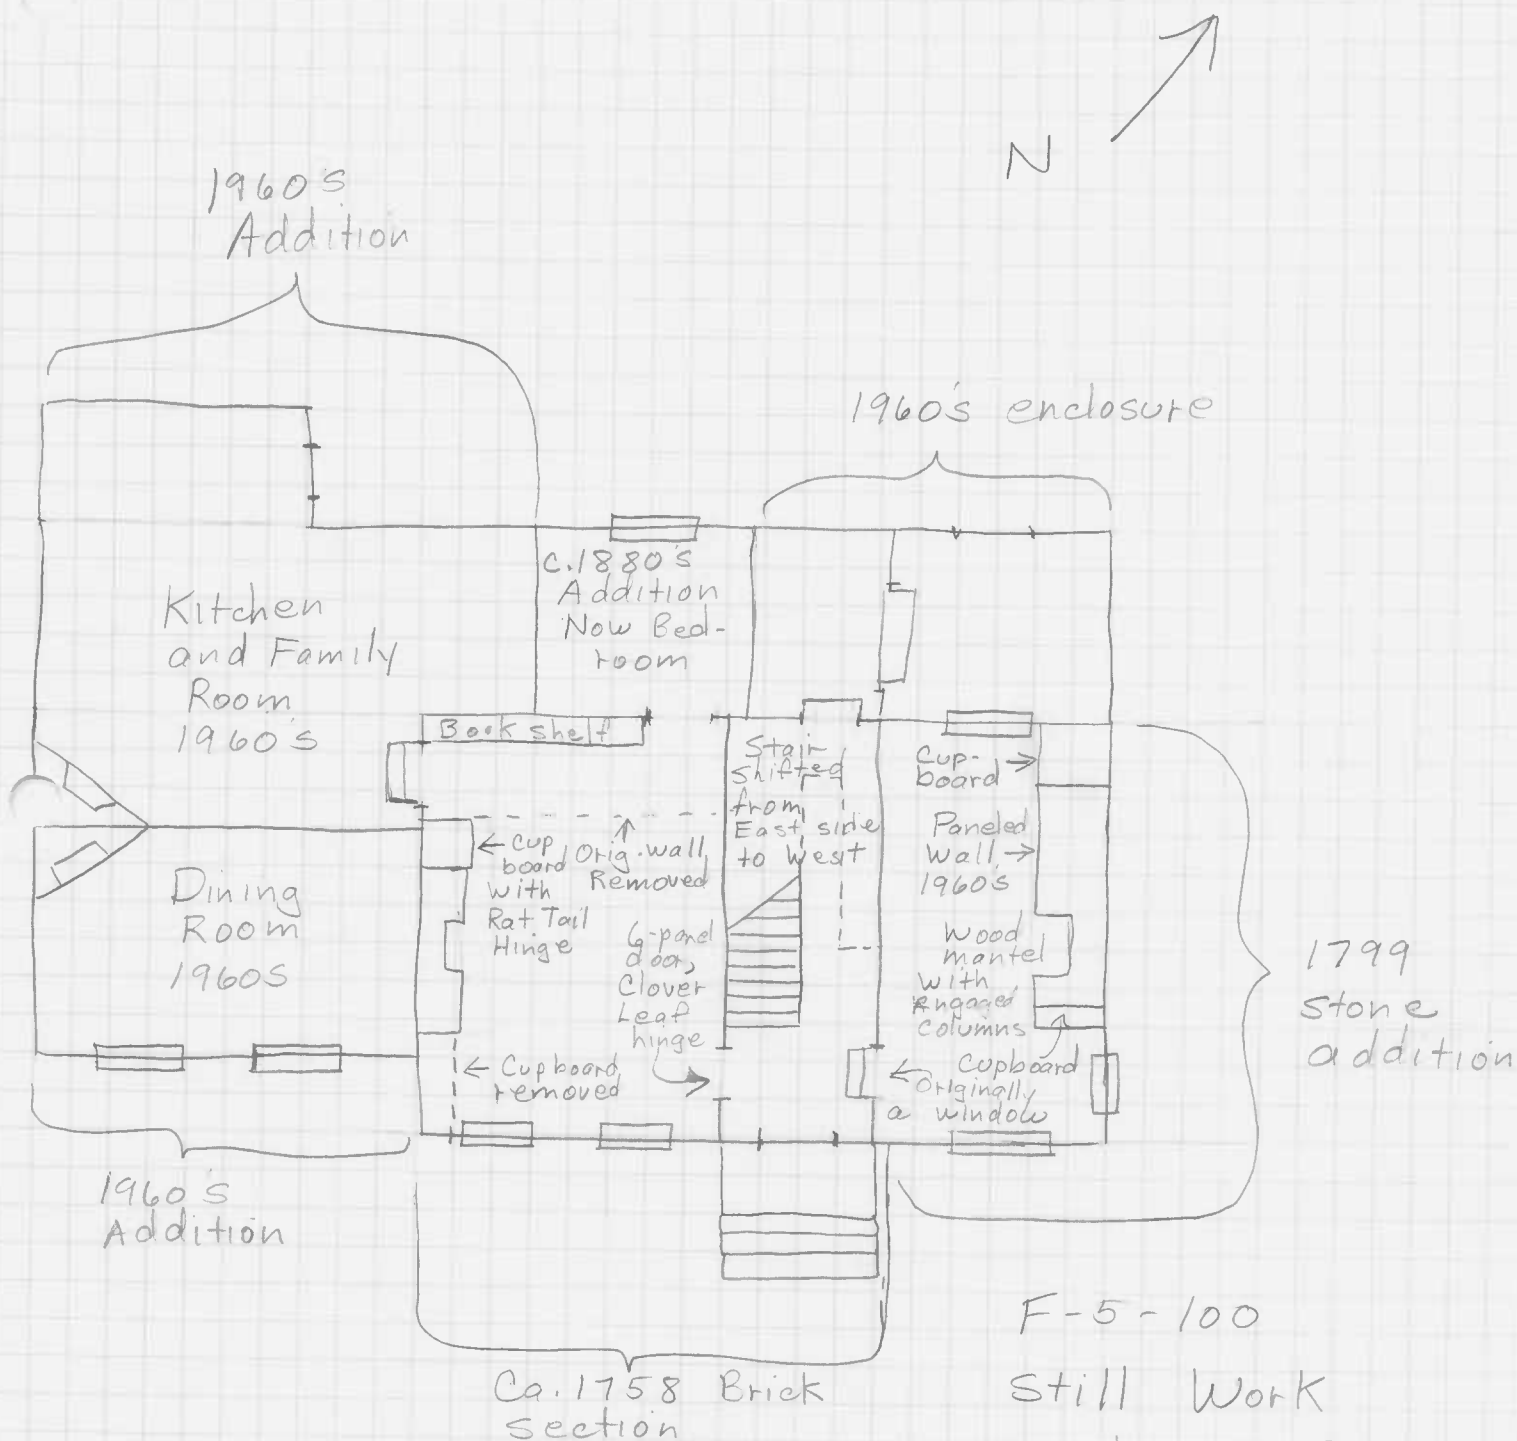 N
1960's
Addition
1960's enclosure
C.1880's
Addition
Now Bed-
room
Kitchen
and Family
Room
1960's
Book shelf
Stair
shifted
from
East side
to West
Cup-
board →
Paneled
Wall →
1960s
← Cup
board
with
Rat Tail
Hinge
Orig. wall
Removed
Dining
Room
1960s
6-panel
door,
Clover
Leaf
hinge
Wood
mantel
with
engaged
columns
1799
stone
addition
← Cupboard
removed
Cupboard
← Originally
a window
1960's
Addition
F-5-100
Still Work
Ca. 1758 Brick
section